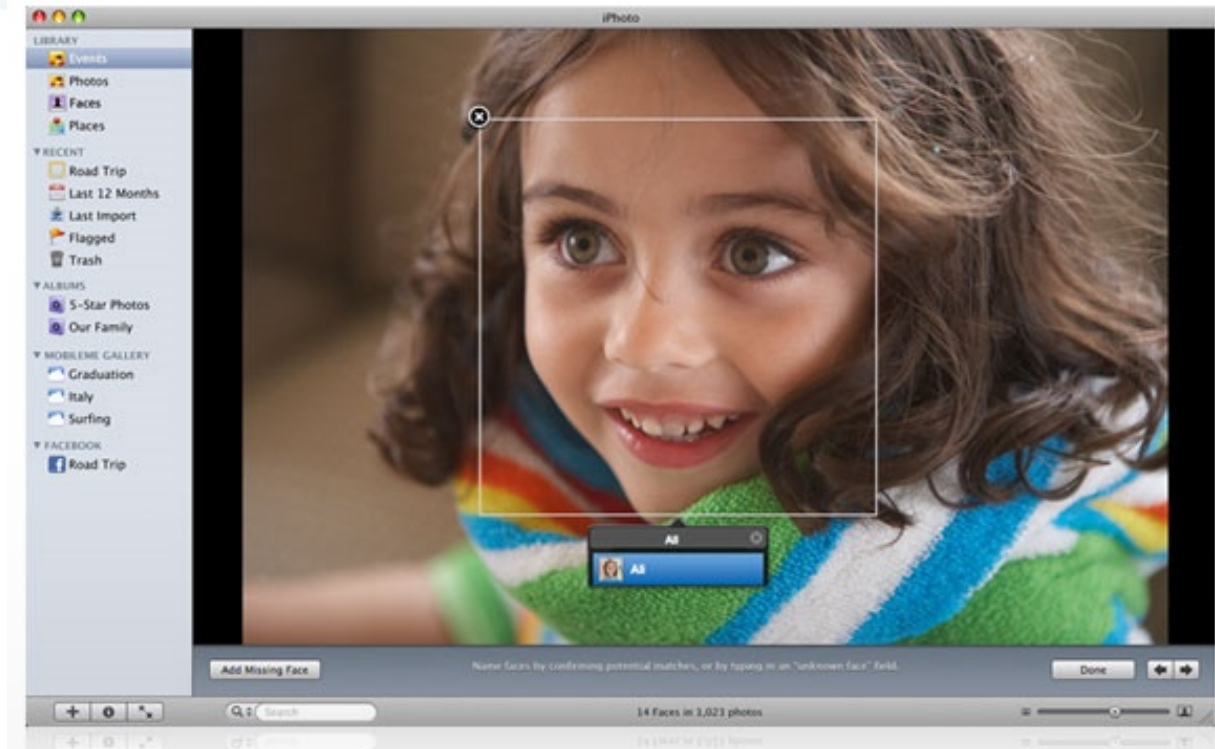 iPhoto
LIBRARY
Events
Photos
Faces
Places
RECENT
Road Trip
Last 12 Months
Last Import
Flagged
Trash
ALBUMS
5-Star Photos
Our Family
MOBILEME GALLERY
Graduation
Italy
Surfing
FACEBOOK
Road Trip
Ali
Ali
Add Missing Face
Name faces by confirming potential matches, or by typing in an "unknown face" field.
Done
Search
14 Faces in 1,023 photos